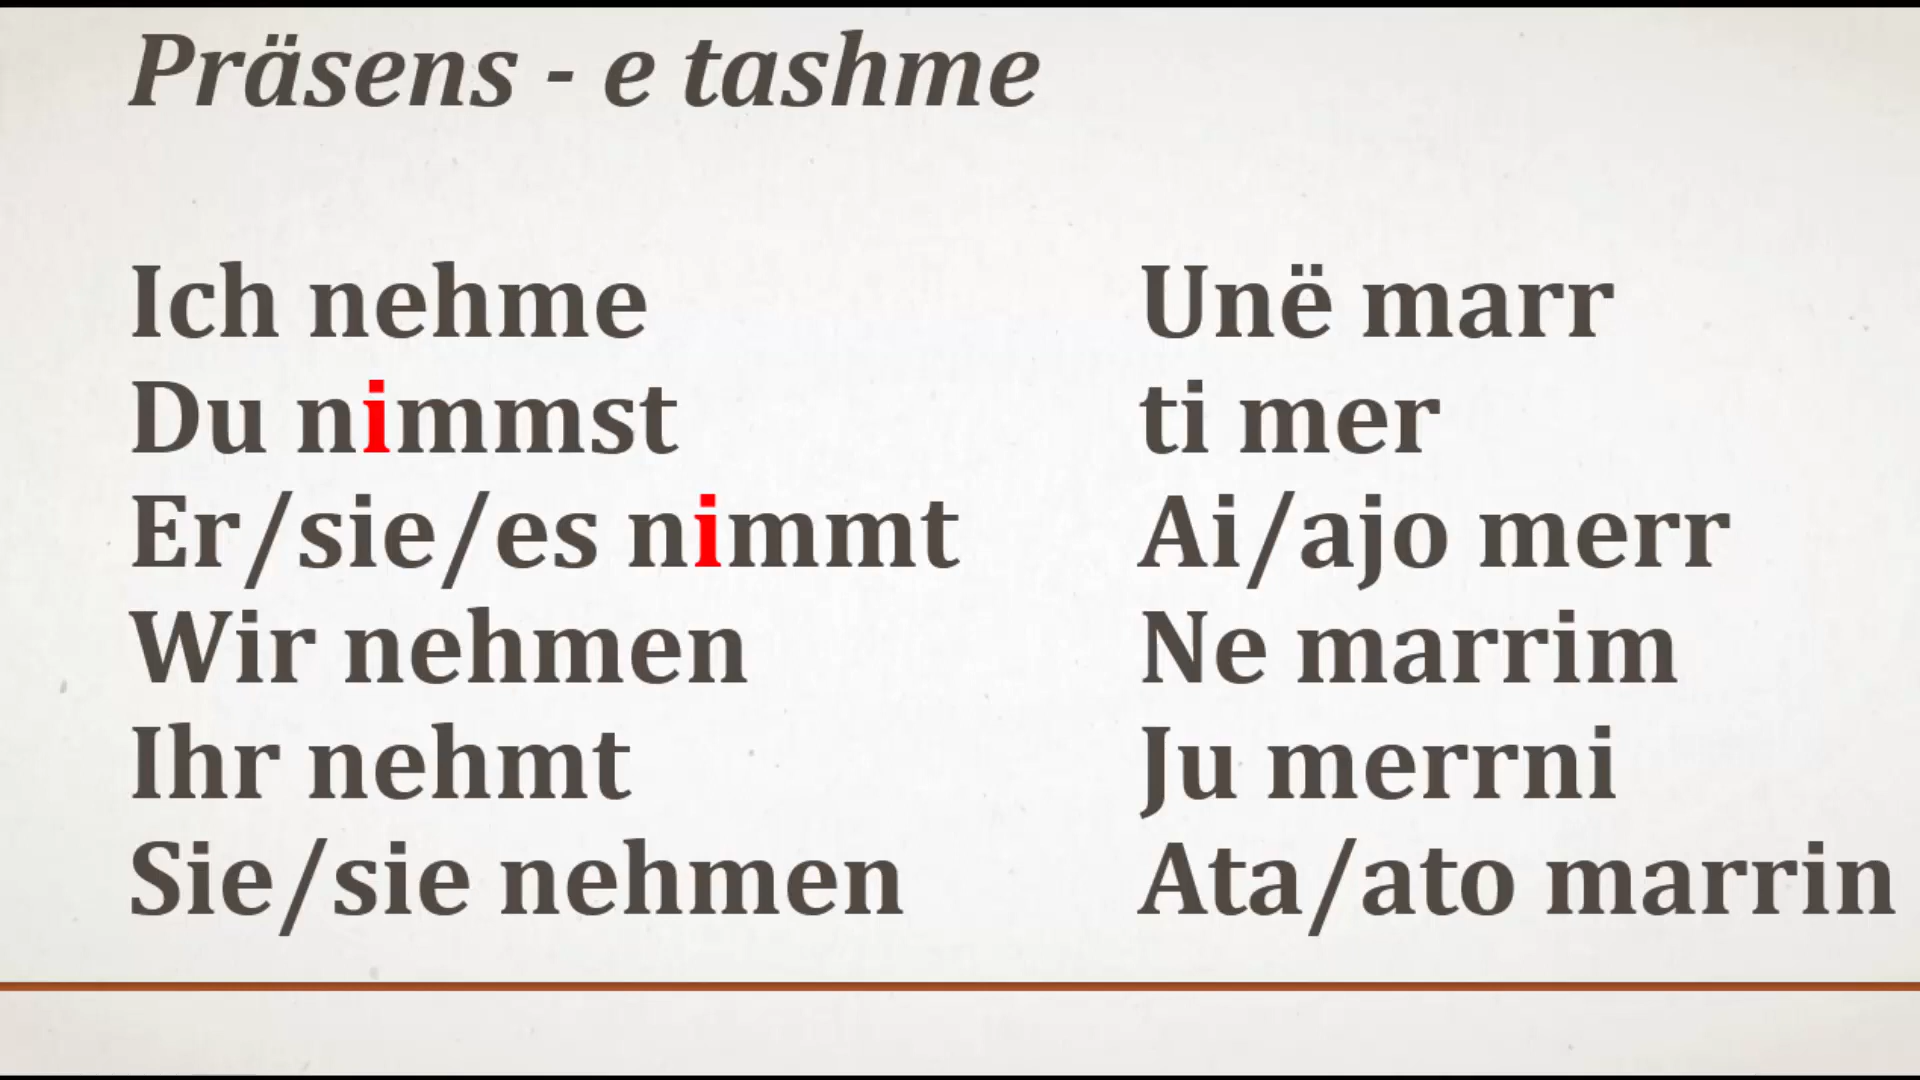 Präsens - e tashme
Ich nehme
Du nimmst
Er/sie/es nimmt
Wir nehmen
Ihr nehmt
Sie/sie nehmen
Unë marr
ti mer
Ai/ajo merr
Ne marrim
Ju merrni
Ata/ato marrin